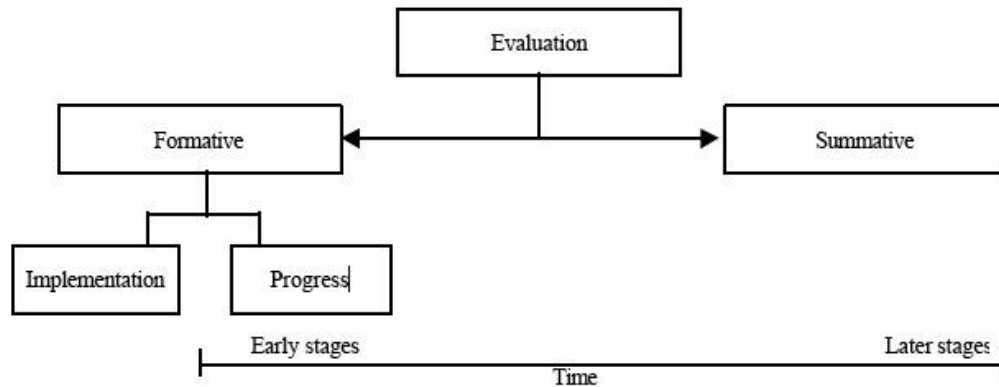 Evaluation
Formative
Summative
Implementation
Progress
Early stages
Later stages
Time